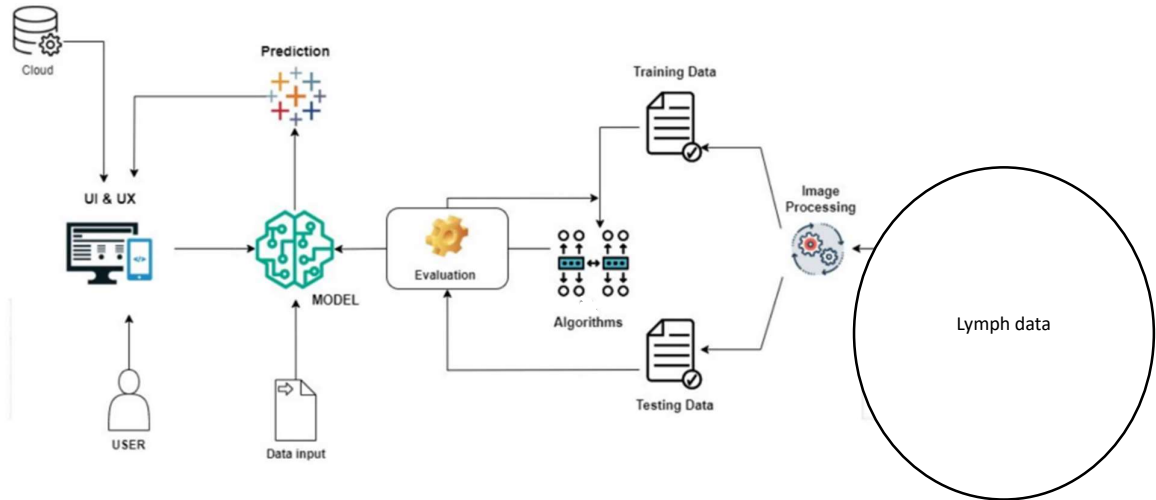 Cloud
Prediction
Training Data
UI & UX
Image
Processing
Evaluation
MODEL
Algorithms
Lymph data
Testing Data
USER
Data input